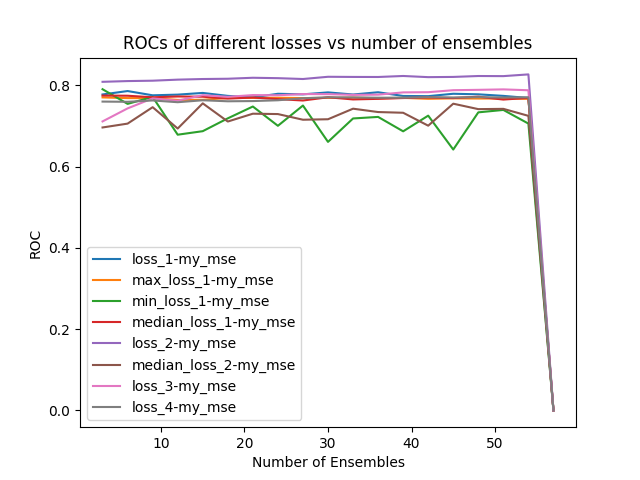 ROCs of different losses vs number of ensembles
0.8
0.6
0.4
0.2
0.0
ROC
loss_1-my_mse
max_loss_1-my_mse
min_loss_1-my_mse
median_loss_1-my_mse
loss_2-my_mse
median_loss_2-my_mse
loss_3-my_mse
loss_4-my_mse
10 20 30 40 50
Number of Ensembles